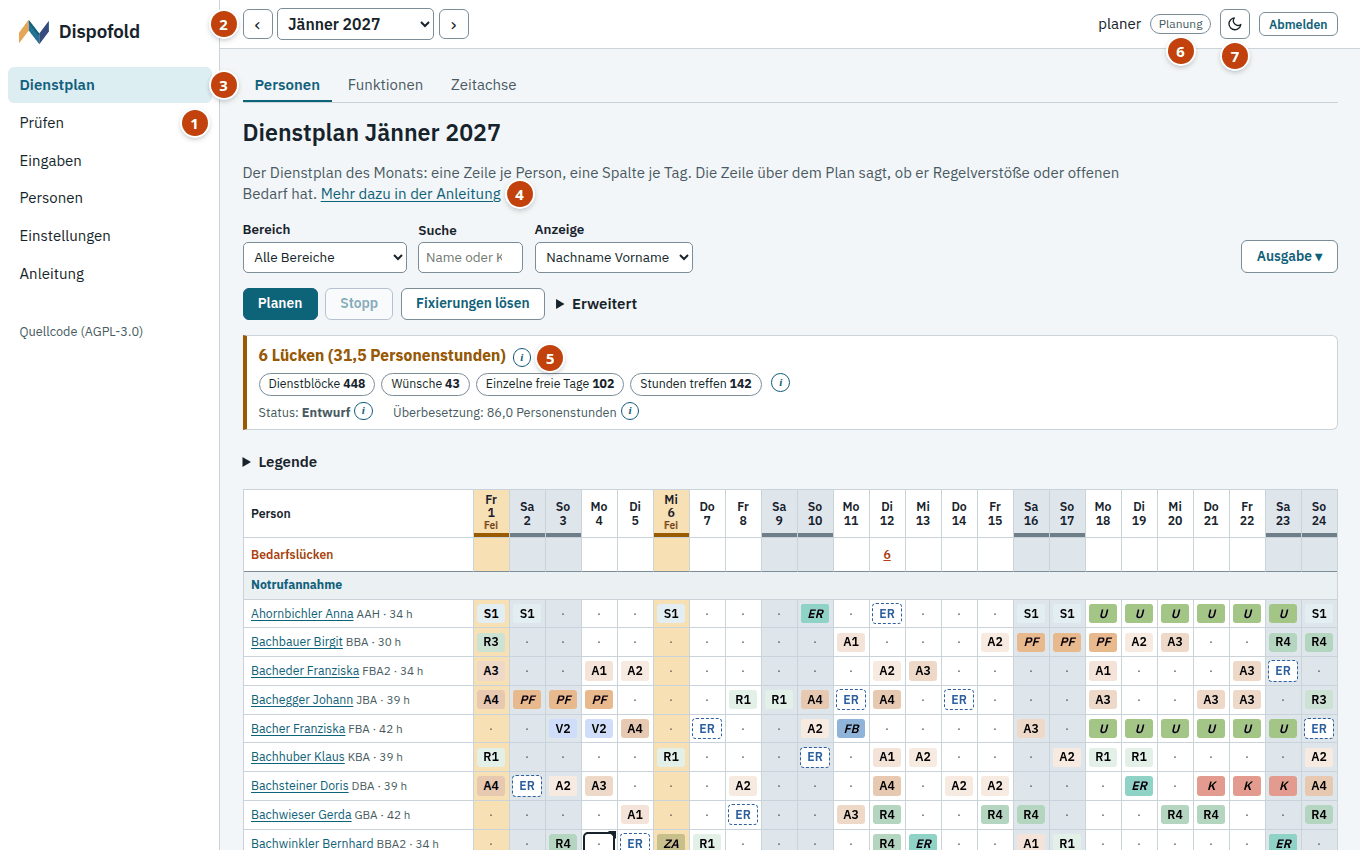 Dispofold
2 ‹ Jänner 2027 ›
planer Planung Abmelden
6 7
Dienstplan
3 Personen Funktionen Zeitachse
Prüfen 1
Eingaben
Personen
Einstellungen
Anleitung
Quellcode (AGPL-3.0)
Dienstplan Jänner 2027
Der Dienstplan des Monats: eine Zeile je Person, eine Spalte je Tag. Die Zeile über dem Plan sagt, ob er Regelverstöße oder offenen
Bedarf hat. Mehr dazu in der Anleitung 4
Bereich Suche Anzeige
Alle Bereiche Name oder K Nachname Vorname Ausgabe ▾
Planen Stopp Fixierungen lösen ▶ Erweitert
6 Lücken (31,5 Personenstunden) i 5
Dienstblöcke 448 Wünsche 43 Einzelne freie Tage 102 Stunden treffen 142 i
Status: Entwurf i Überbesetzung: 86,0 Personenstunden i
▶ Legende
Person Fr 1 Fei Sa 2 So 3 Mo 4 Di 5 Mi 6 Fei Do 7 Fr 8 Sa 9 So 10 Mo 11 Di 12 Mi 13 Do 14 Fr 15 Sa 16 So 17 Mo 18 Di 19 Mi 20 Do 21 Fr 22 Sa 23 So 24
Bedarfslücken 6
Notrufannahme
Ahornbichler Anna AAH · 34 h S1 S1 · · · S1 · · · ER · ER · · · S1 S1 U U U U U U S1
Bachbauer Birgit BBA · 30 h R3 · · · · · · · · · A1 · · · A2 PF PF PF A2 A3 · · R4 R4
Bacheder Franziska FBA2 · 34 h A3 · · A1 A2 · · · · · · A2 A3 · · · · A1 · · · A3 ER ·
Bachegger Johann JBA · 39 h A4 PF PF PF · · · R1 R1 A4 ER A4 · ER · · · A3 · · A3 A3 · R3
Bacher Franziska FBA · 42 h · · V2 V2 A4 · ER · · A2 FB · · · · A3 · U U U U U U ER
Bachhuber Klaus KBA · 39 h R1 · · · · R1 · · · ER · A1 A2 · · · A2 R1 R1 · · · · A2
Bachsteiner Doris DBA · 39 h A4 ER A2 A3 · · · A2 · · · A4 · A2 A2 · · · ER · K K K A4
Bachwieser Gerda GBA · 42 h · · · · A1 · · ER · · A3 R4 · · R4 R4 · · · R4 R4 · · R4
Bachwinkler Bernhard BBA2 · 34 h · · R4 · ER ZA R1 · · · · R4 ER · · A1 R1 · · · · · ER ·